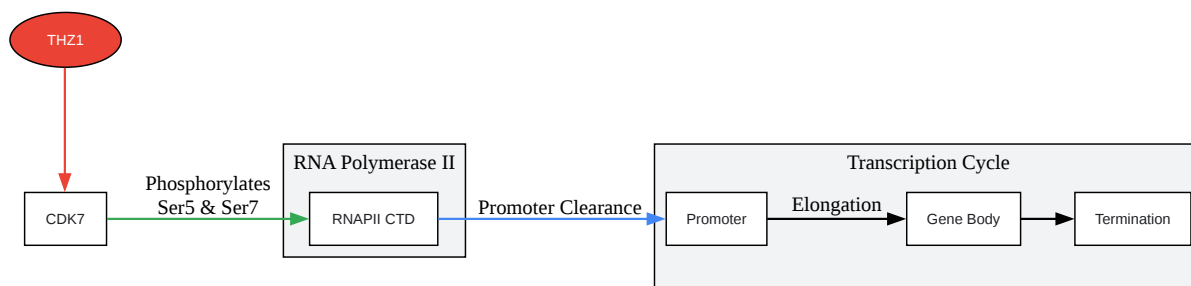 THZ1
RNA Polymerase II
Transcription Cycle
Phosphorylates
Ser5 & Ser7
Promoter Clearance
Elongation
CDK7
RNAPII CTD
Promoter
Gene Body
Termination